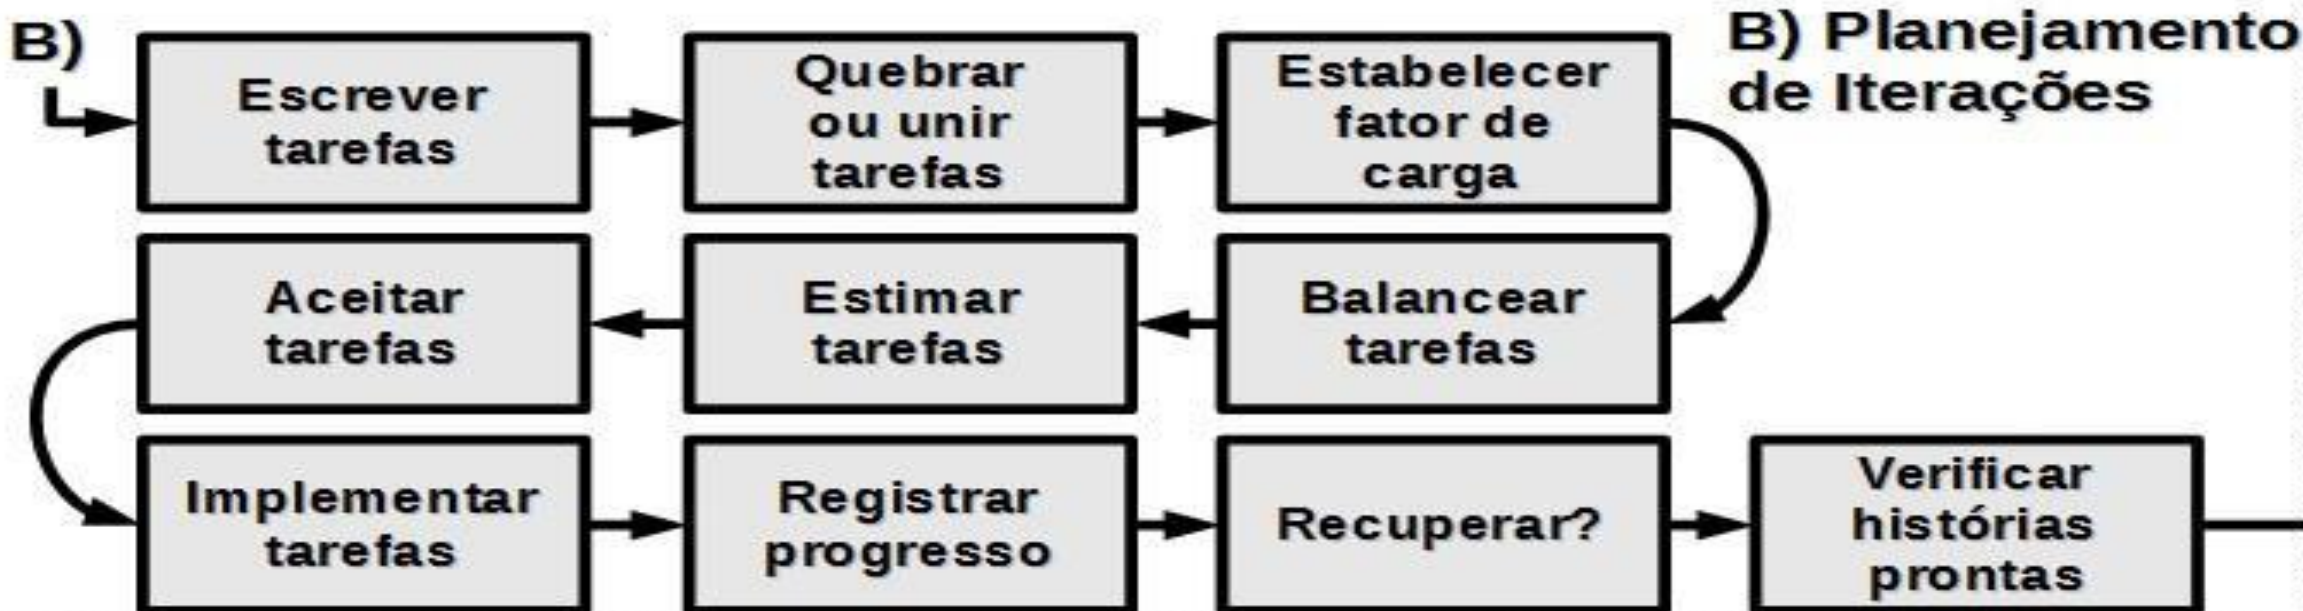 B)
B) Planejamento
de Iterações
Escrever
tarefas
Quebrar
ou unir
tarefas
Estabelecer
fator de
carga
Balancear
tarefas
Estimar
tarefas
Aceitar
tarefas
Implementar
tarefas
Registrar
progresso
Recuperar?
Verificar
histórias
prontas